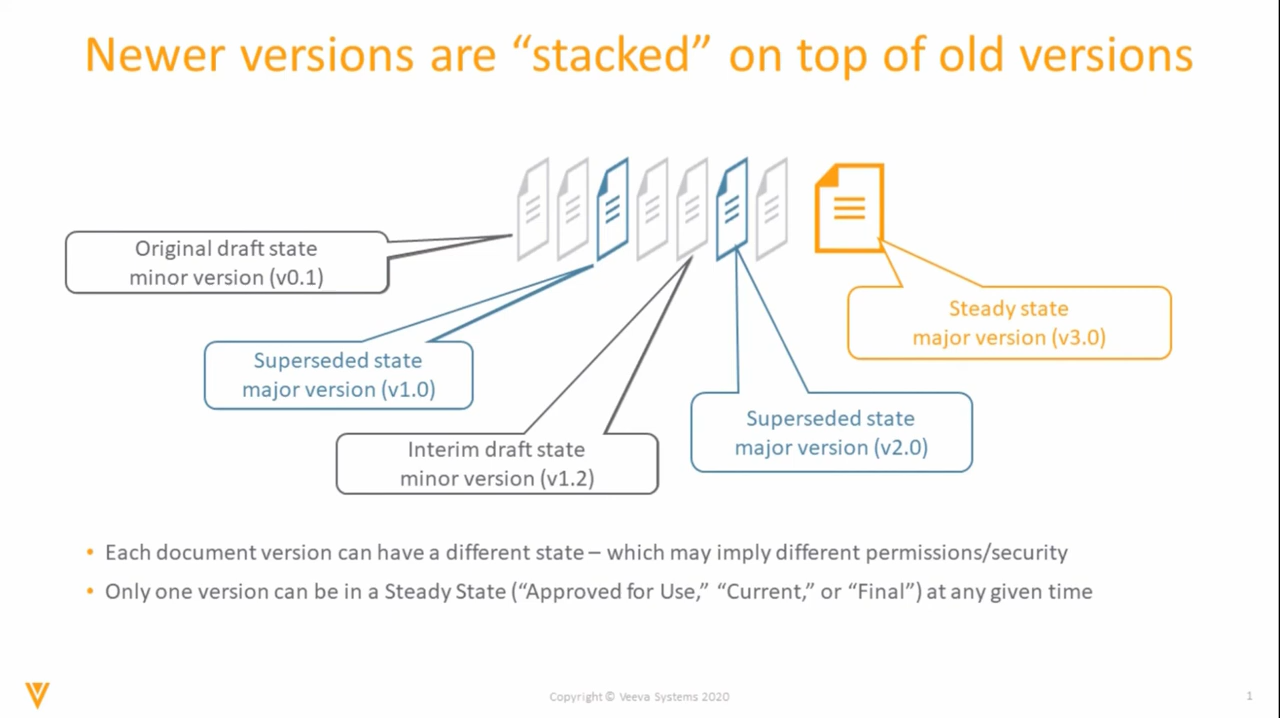 Newer versions are “stacked” on top of old versions
Original draft state
minor version (v0.1)
Superseded state
major version (v1.0)
Interim draft state
minor version (v1.2)
Superseded state
major version (v2.0)
Steady state
major version (v3.0)
• Each document version can have a different state – which may imply different permissions/security
• Only one version can be in a Steady State (“Approved for Use,” “Current,” or “Final”) at any given time
Copyright © Veeva Systems 2020
1